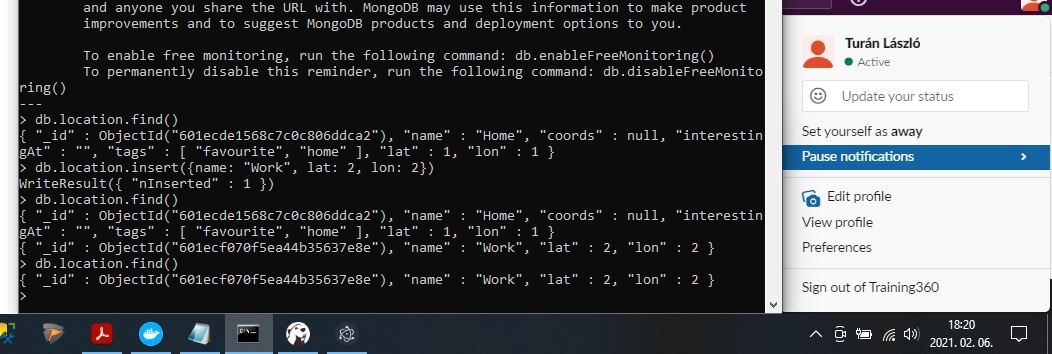 and anyone you share the URL with. MongoDB may use this information to make product
improvements and to suggest MongoDB products and deployment options to you.
To enable free monitoring, run the following command: db.enableFreeMonitoring()
To permanently disable this reminder, run the following command: db.disableFreeMonito
ring()
---
> db.location.find()
{ "_id" : ObjectId("601ecde1568c7c0c806ddca2"), "name" : "Home", "coords" : null, "interestin
gAt" : "", "tags" : [ "favourite", "home" ], "lat" : 1, "lon" : 1 }
> db.location.insert({name: "Work", lat: 2, lon: 2})
WriteResult({ "nInserted" : 1 })
> db.location.find()
{ "_id" : ObjectId("601ecde1568c7c0c806ddca2"), "name" : "Home", "coords" : null, "interestin
gAt" : "", "tags" : [ "favourite", "home" ], "lat" : 1, "lon" : 1 }
{ "_id" : ObjectId("601ecf070f5ea44b35637e8e"), "name" : "Work", "lat" : 2, "lon" : 2 }
> db.location.find()
{ "_id" : ObjectId("601ecf070f5ea44b35637e8e"), "name" : "Work", "lat" : 2, "lon" : 2 }
>
Turán László
Active
Update your status
Set yourself as away
Pause notifications
Edit profile
View profile
Preferences
Sign out of Training360
18:20
2021. 02. 06.